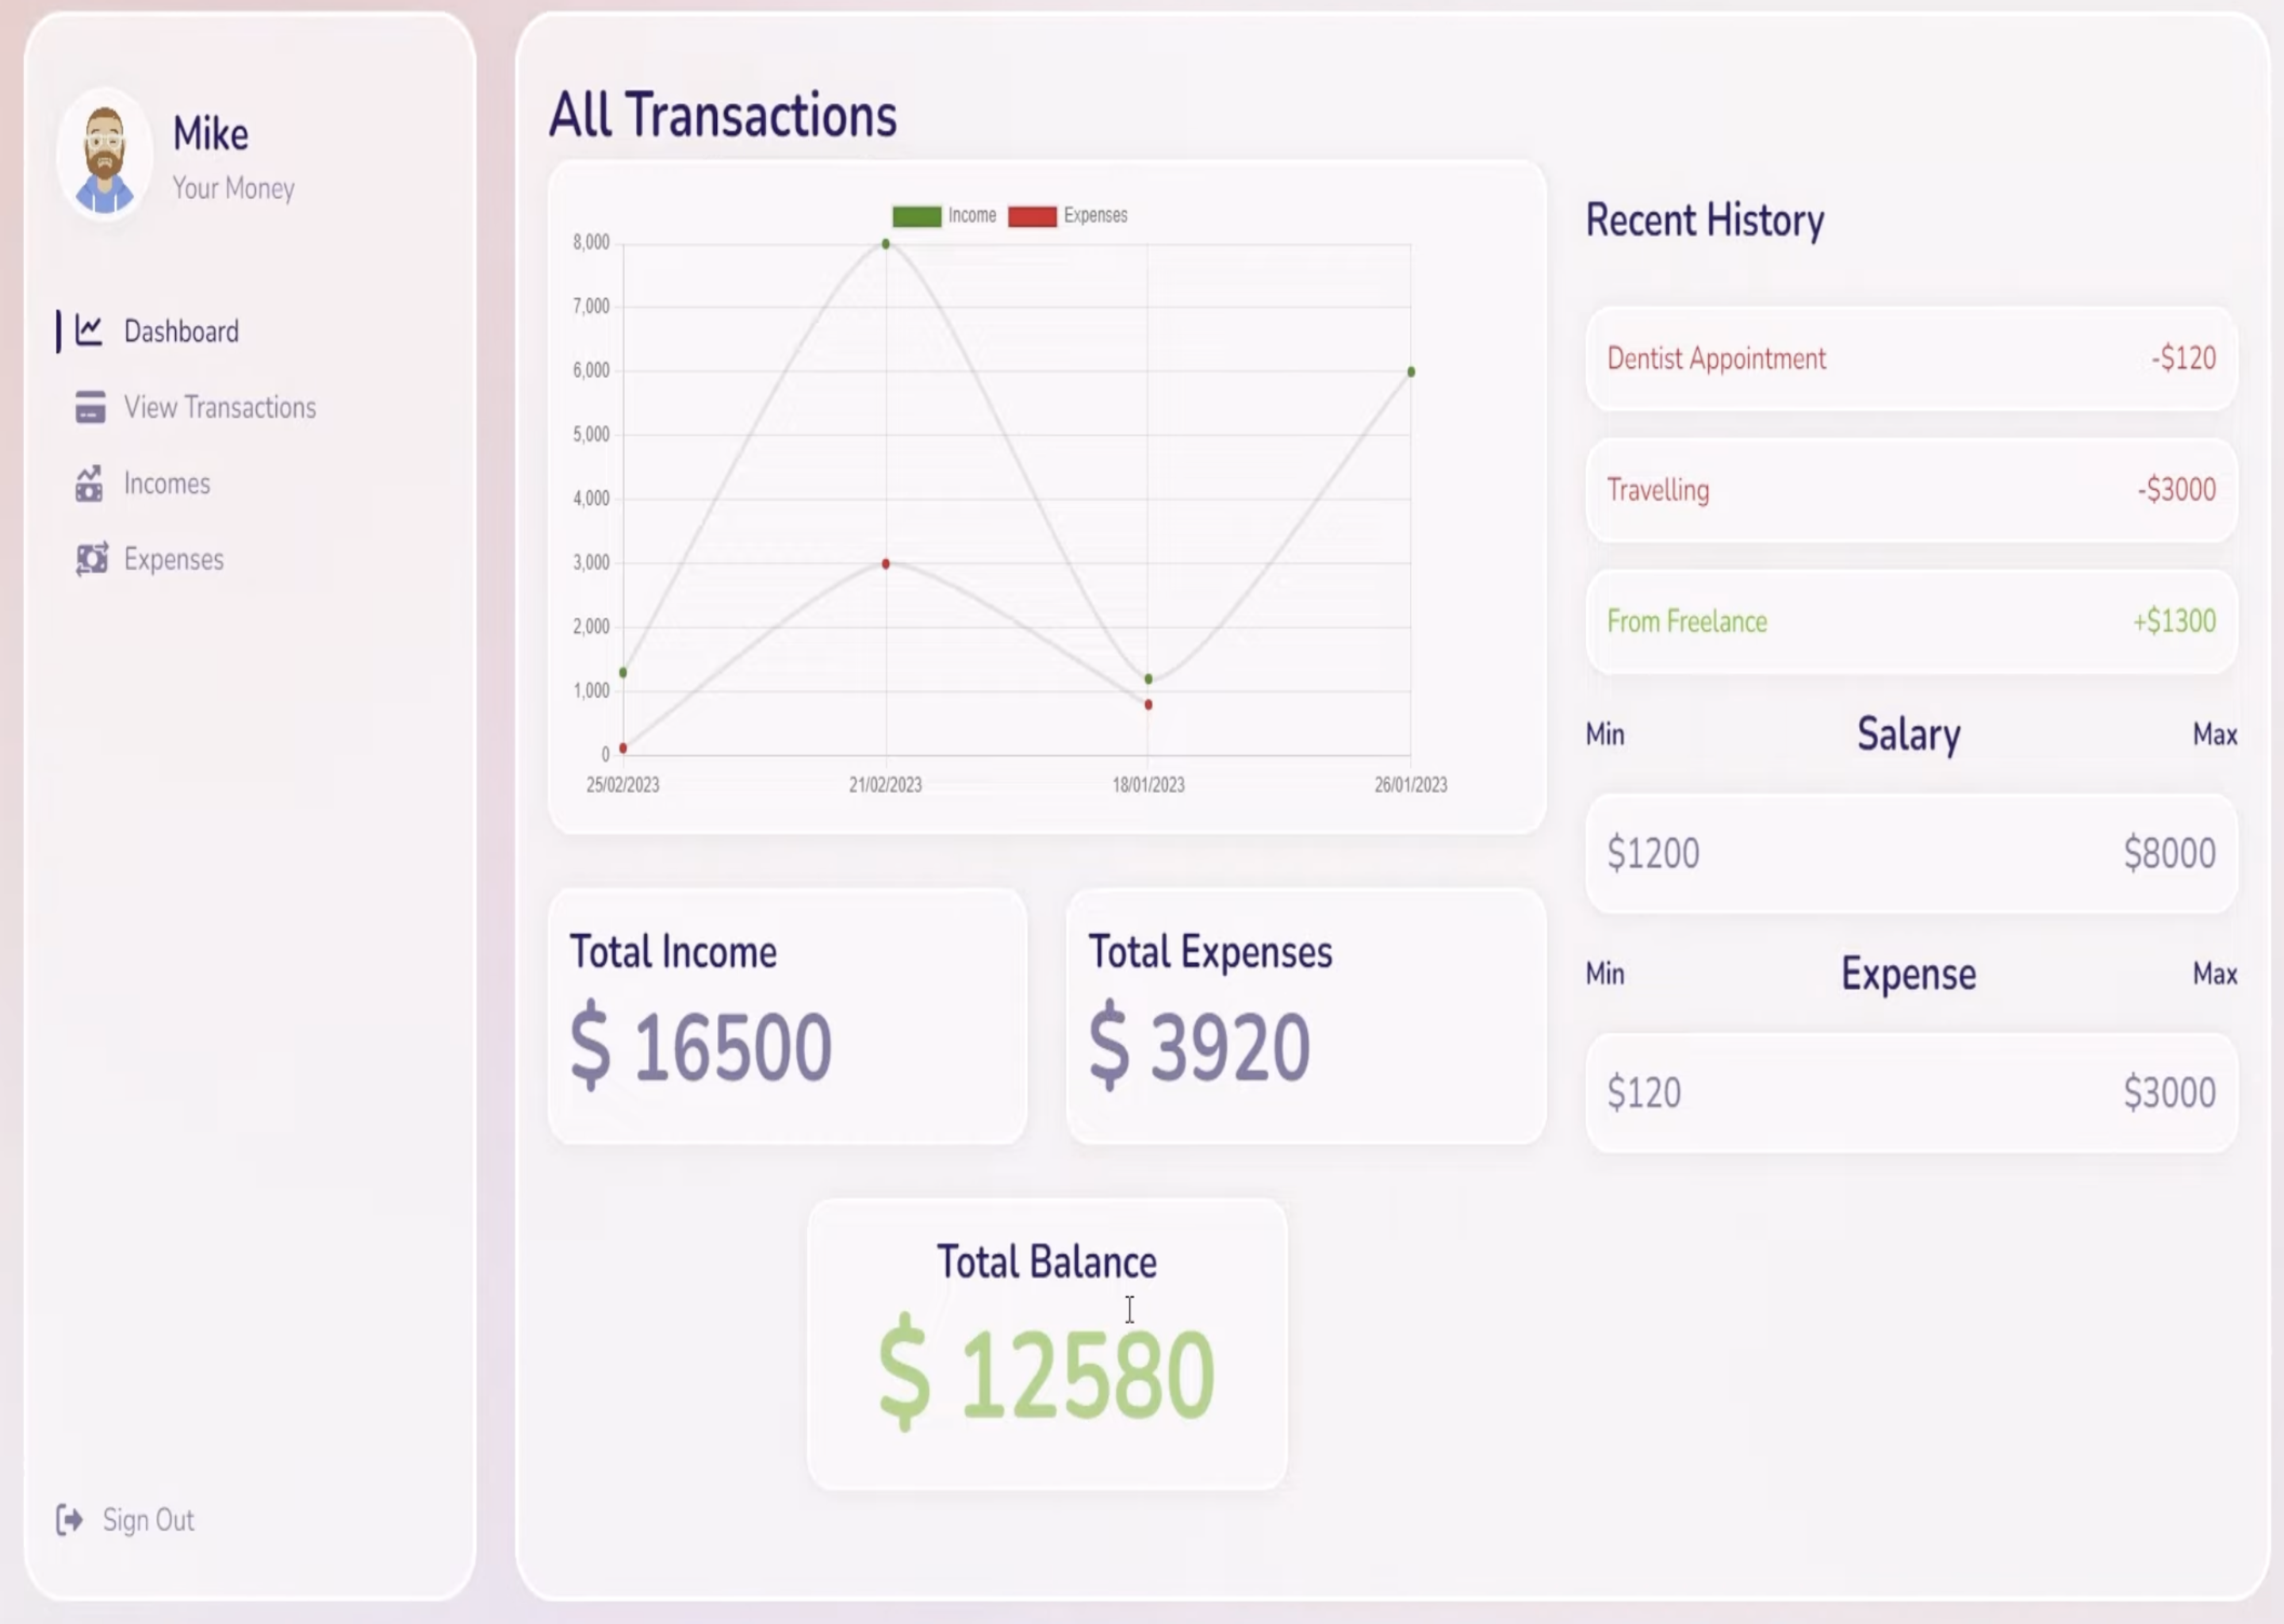 Mike
Your Money
Dashboard
View Transactions
Incomes
Expenses
Sign Out
All Transactions
Income Expenses
8,000
7,000
6,000
5,000
4,000
3,000
2,000
1,000
0
25/02/2023 21/02/2023 18/01/2023 26/01/2023
Total Income
$ 16500
Total Expenses
$ 3920
Total Balance
$ 12580
Recent History
Dentist Appointment -$120
Travelling -$3000
From Freelance +$1300
Min Salary Max
$1200 $8000
Min Expense Max
$120 $3000